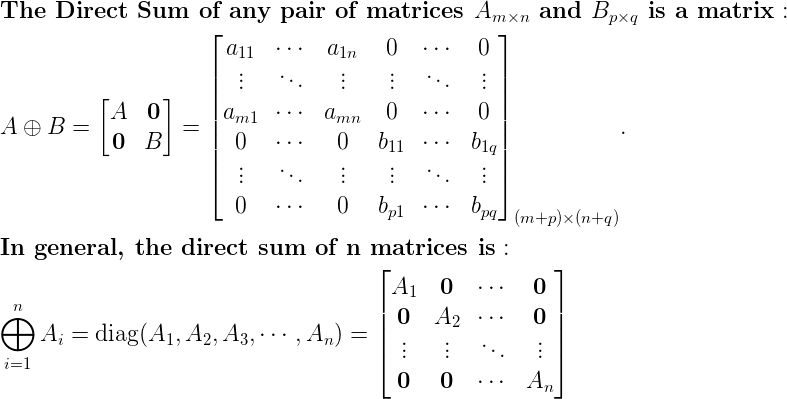 The Direct Sum of any pair of matrices $A_{m \times n}$ and $B_{p \times q}$ is a matrix :
$A \oplus B = \begin{bmatrix} A & \mathbf{0} \\ \mathbf{0} & B \end{bmatrix} = \begin{bmatrix} a_{11} & \cdots & a_{1n} & 0 & \cdots & 0 \\ \vdots & \ddots & \vdots & \vdots & \ddots & \vdots \\ a_{m1} & \cdots & a_{mn} & 0 & \cdots & 0 \\ 0 & \cdots & 0 & b_{11} & \cdots & b_{1q} \\ \vdots & \ddots & \vdots & \vdots & \ddots & \vdots \\ 0 & \cdots & 0 & b_{p1} & \cdots & b_{pq} \end{bmatrix}_{(m+p) \times (n+q)}.$
In general, the direct sum of n matrices is :
$\bigoplus_{i=1}^{n} A_i = \text{diag}(A_1, A_2, A_3, \cdots, A_n) = \begin{bmatrix} A_1 & \mathbf{0} & \cdots & \mathbf{0} \\ \mathbf{0} & A_2 & \cdots & \mathbf{0} \\ \vdots & \vdots & \ddots & \vdots \\ \mathbf{0} & \mathbf{0} & \cdots & A_n \end{bmatrix}$